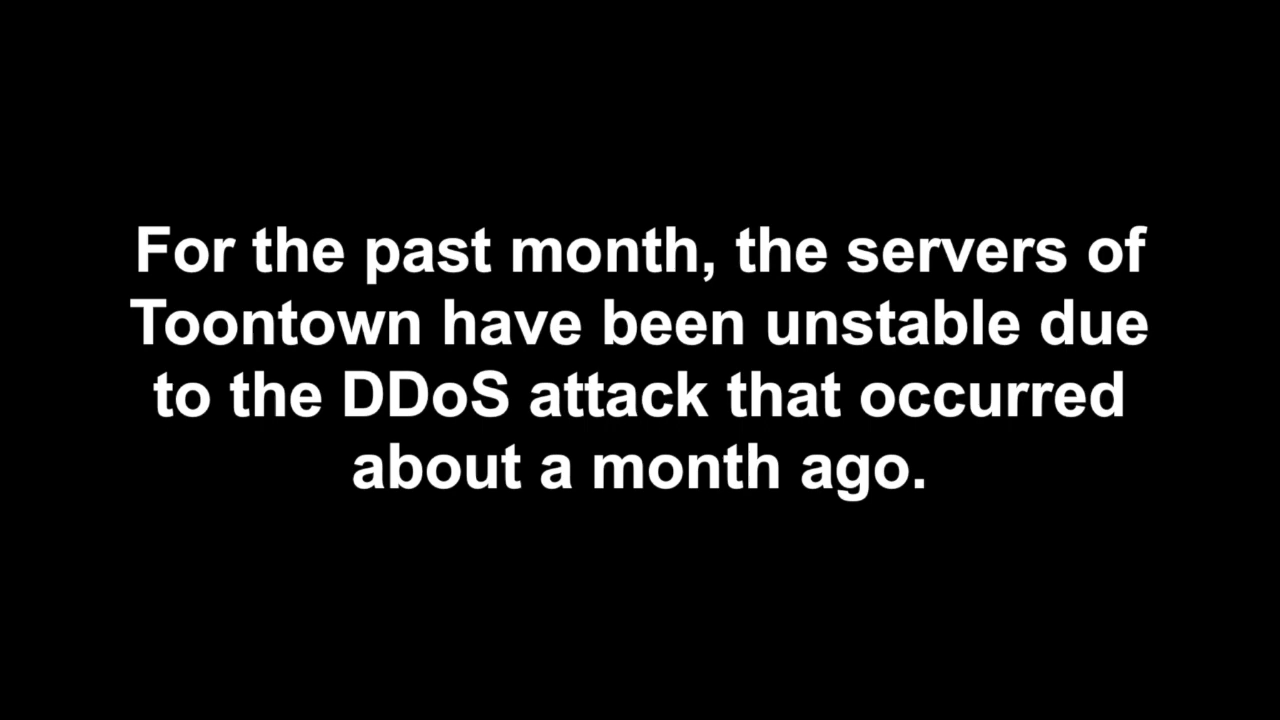 For the past month, the servers of
Toontown have been unstable due
to the DDoS attack that occurred
about a month ago.